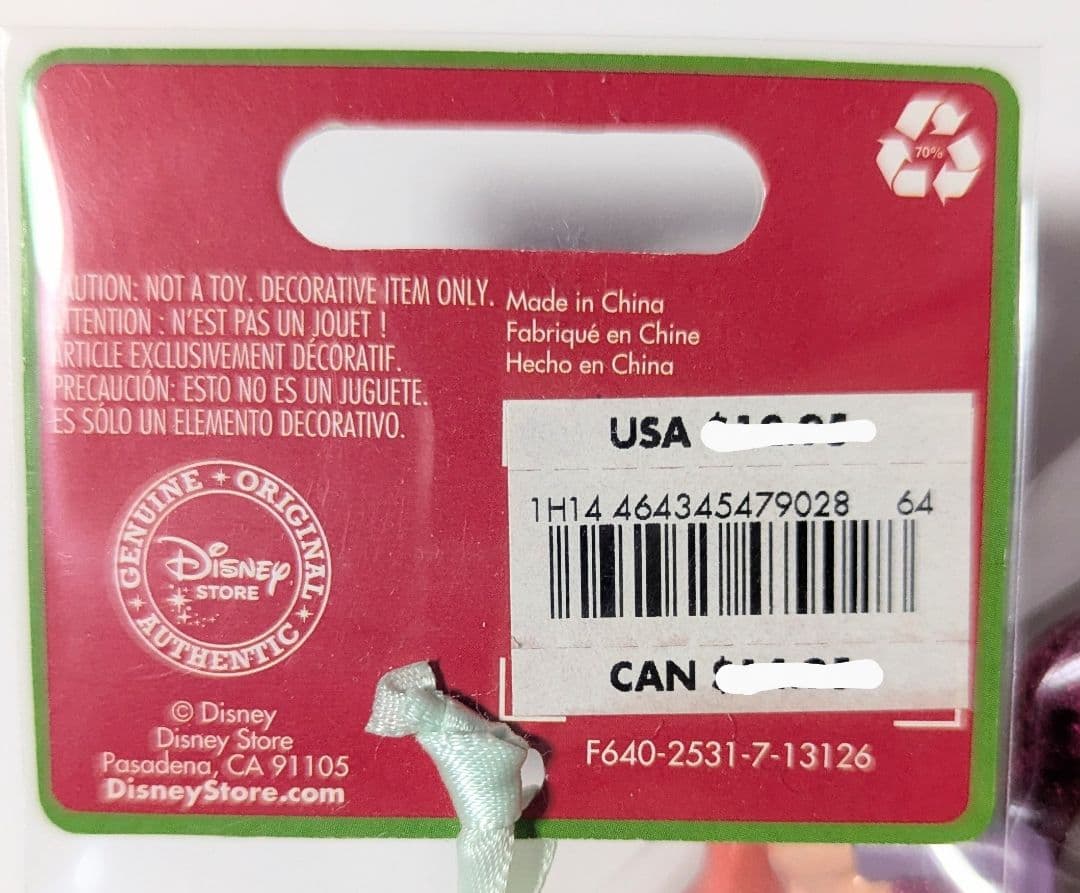 70%
AUTION: NOT A TOY. DECORATIVE ITEM ONLY.
TTENTION : N'EST PAS UN JOUET !
ARTICLE EXCLUSIVEMENT DÉCORATIF.
PRECAUCIÓN: ESTO NO ES UN JUGUETE.
ES SÓLO UN ELEMENTO DECORATIVO.
Made in China
Fabriqué en Chine
Hecho en China
USA
1H14 464345479028 64
CAN
F640-2531-7-13126
GENUINE ORIGINAL AUTHENTIC
DISNEY
STORE
© Disney
Disney Store
Pasadena, CA 91105
DisneyStore.com